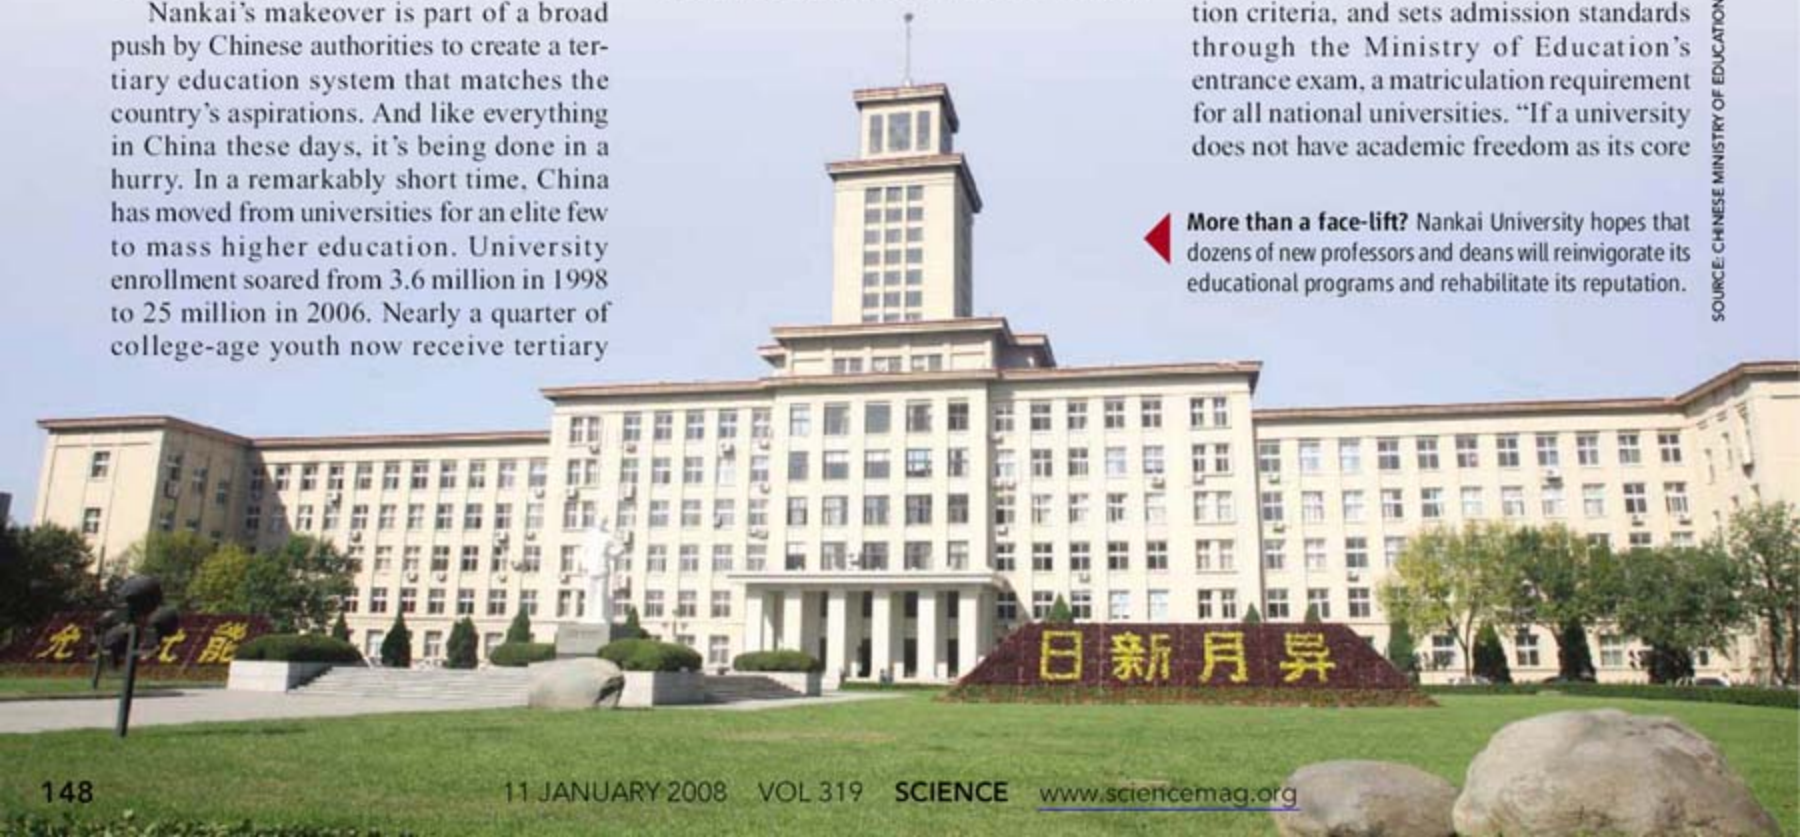 Nankai's makeover is part of a broad
push by Chinese authorities to create a ter-
tiary education system that matches the
country's aspirations. And like everything
in China these days, it's being done in a
hurry. In a remarkably short time, China
has moved from universities for an elite few
to mass higher education. University
enrollment soared from 3.6 million in 1998
to 25 million in 2006. Nearly a quarter of
college-age youth now receive tertiary
tion criteria, and sets admission standards
through the Ministry of Education's
entrance exam, a matriculation requirement
for all national universities. “If a university
does not have academic freedom as its core
More than a face-lift? Nankai University hopes that
dozens of new professors and deans will reinvigorate its
educational programs and rehabilitate its reputation.
SOURCE: CHINESE MINISTRY OF EDUCATION
允 能
日新月异
148
11 JANUARY 2008 VOL 319 SCIENCE www.sciencemag.org